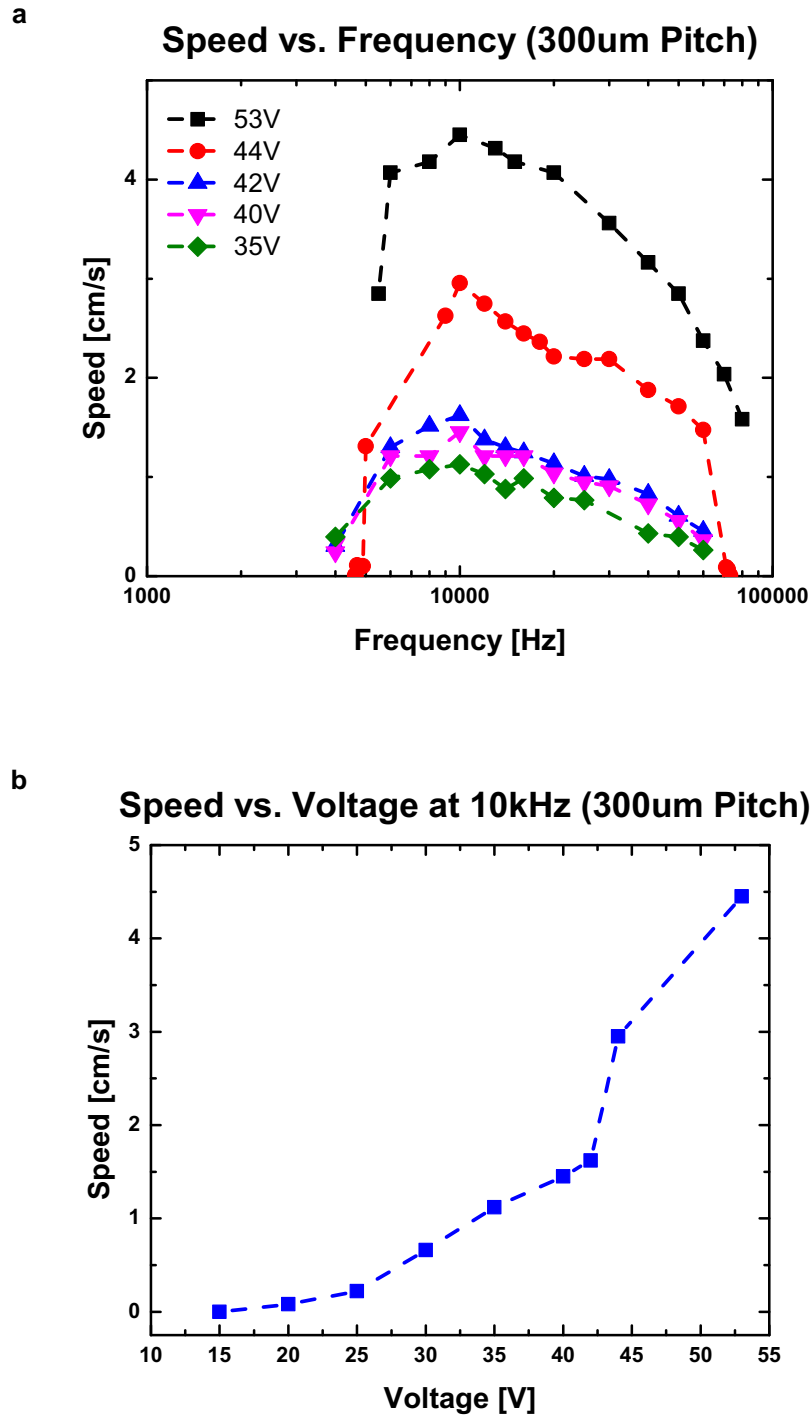 a
Speed vs. Frequency (300um Pitch)
53V
44V
42V
40V
35V
4
2
0
Speed [cm/s]
1000
10000
100000
Frequency [Hz]
b
Speed vs. Voltage at 10kHz (300um Pitch)
5
4
3
2
1
0
Speed [cm/s]
10 15 20 25 30 35 40 45 50 55
Voltage [V]